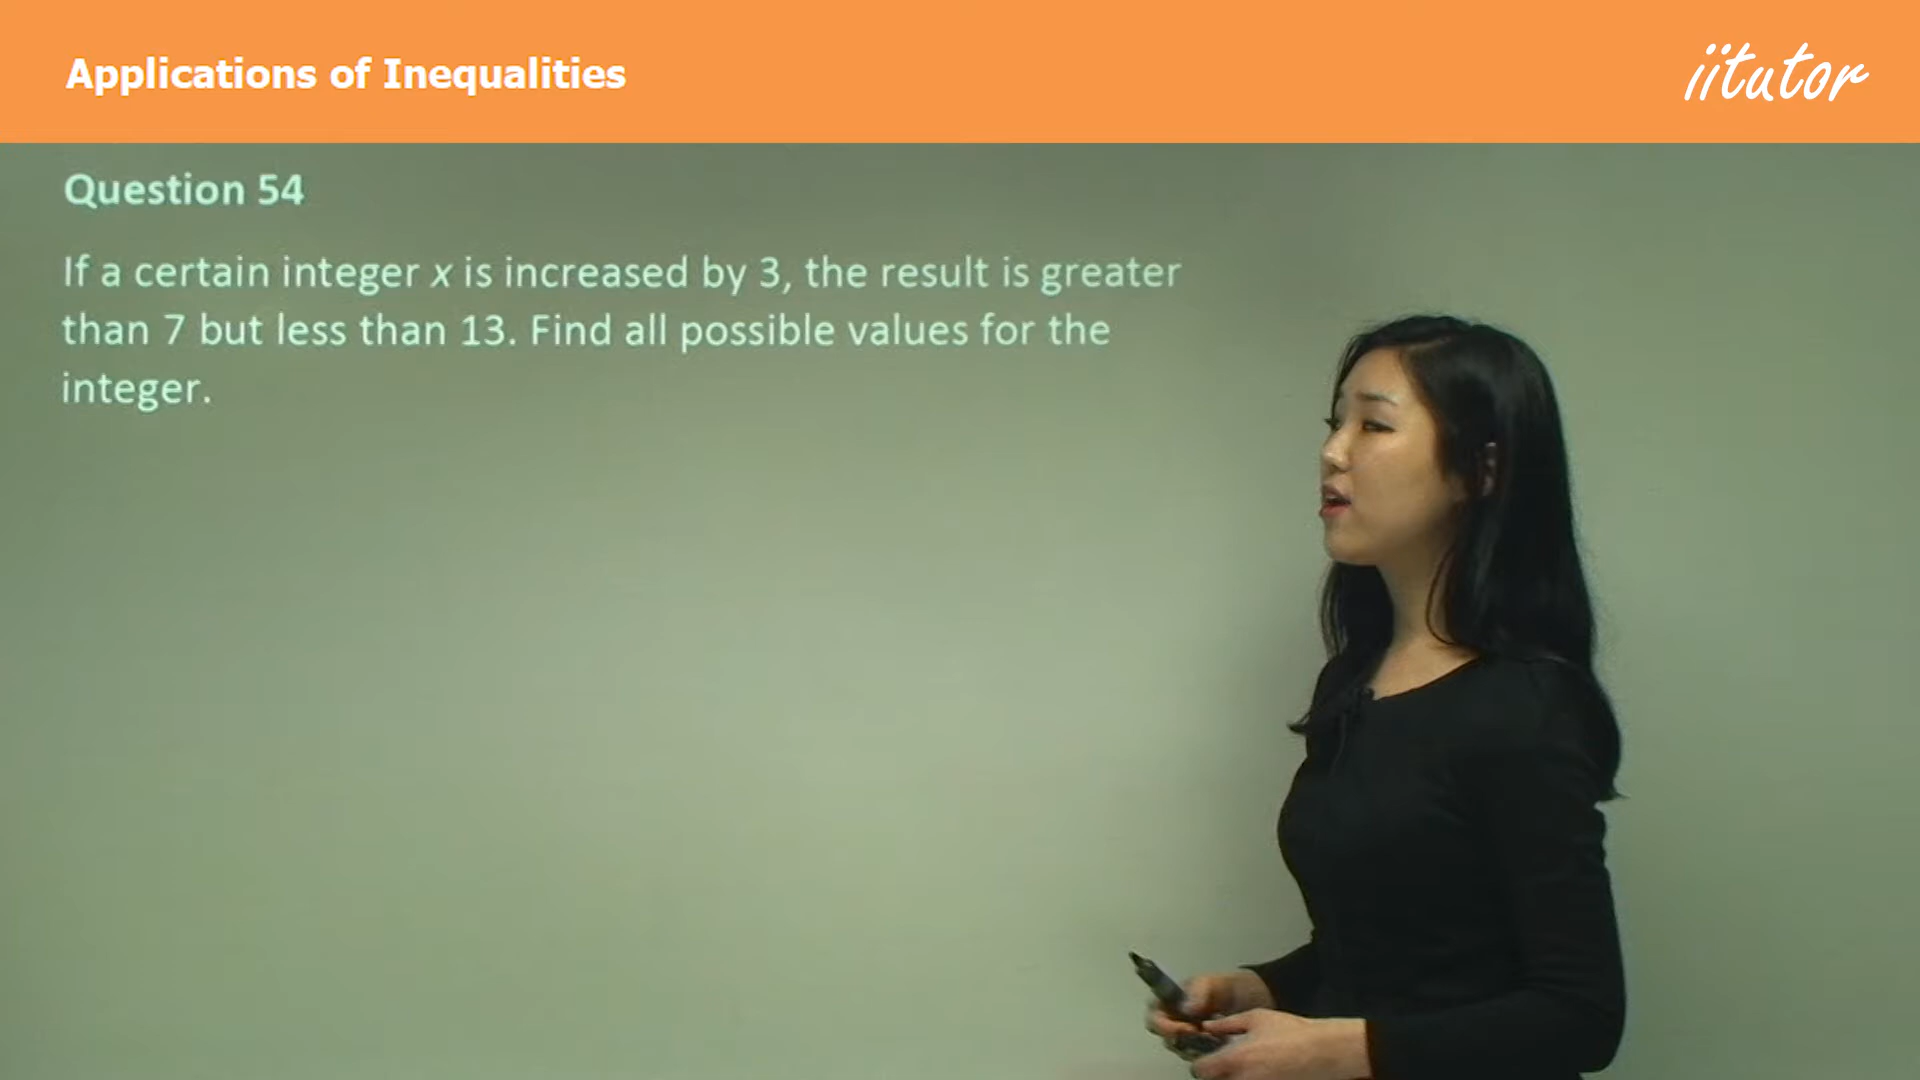 Applications of Inequalities
iitutor
Question 54
If a certain integer x is increased by 3, the result is greater
than 7 but less than 13. Find all possible values for the
integer.